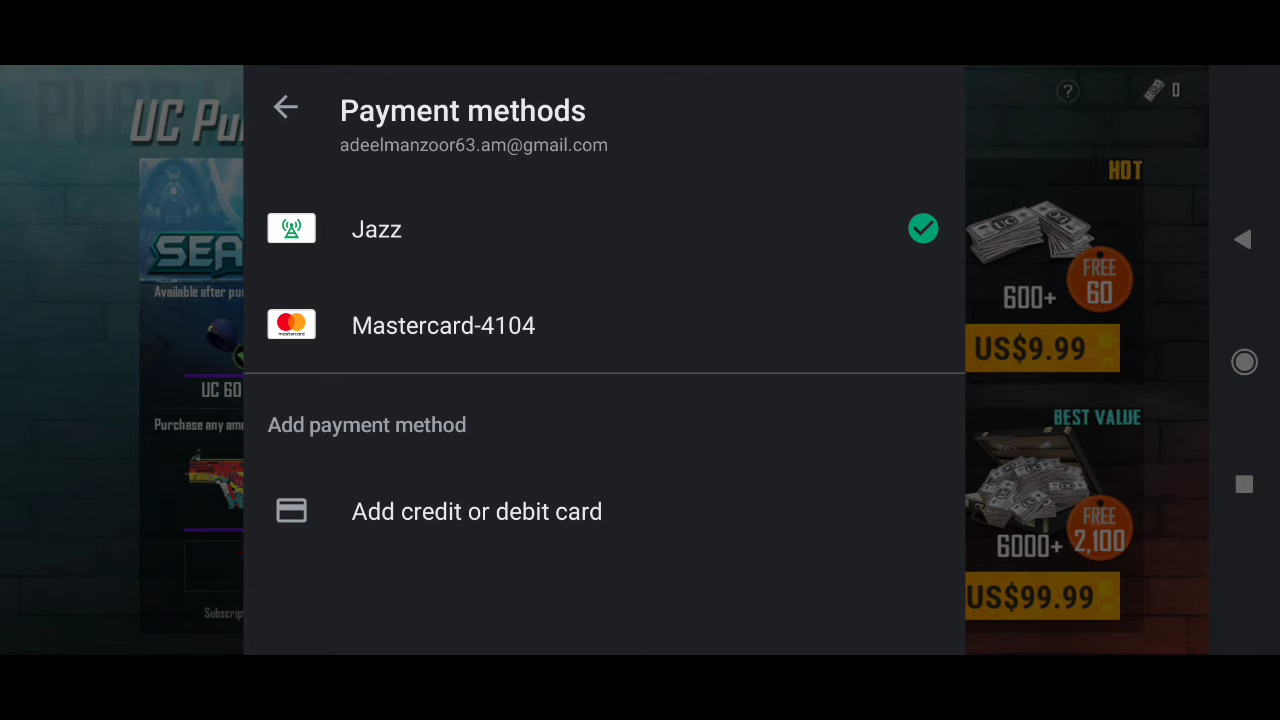 UC Pu
?
0
Payment methods
adeelmanzoor63.am@gmail.com
HOT
Jazz
SEA
Available after pu
FREE
60
600+
mastercard
Mastercard-4104
US$9.99
UC 60
Purchase any am
Add payment method
BEST VALUE
Add credit or debit card
FREE
2,100
6000+
US$99.99
Subscrip